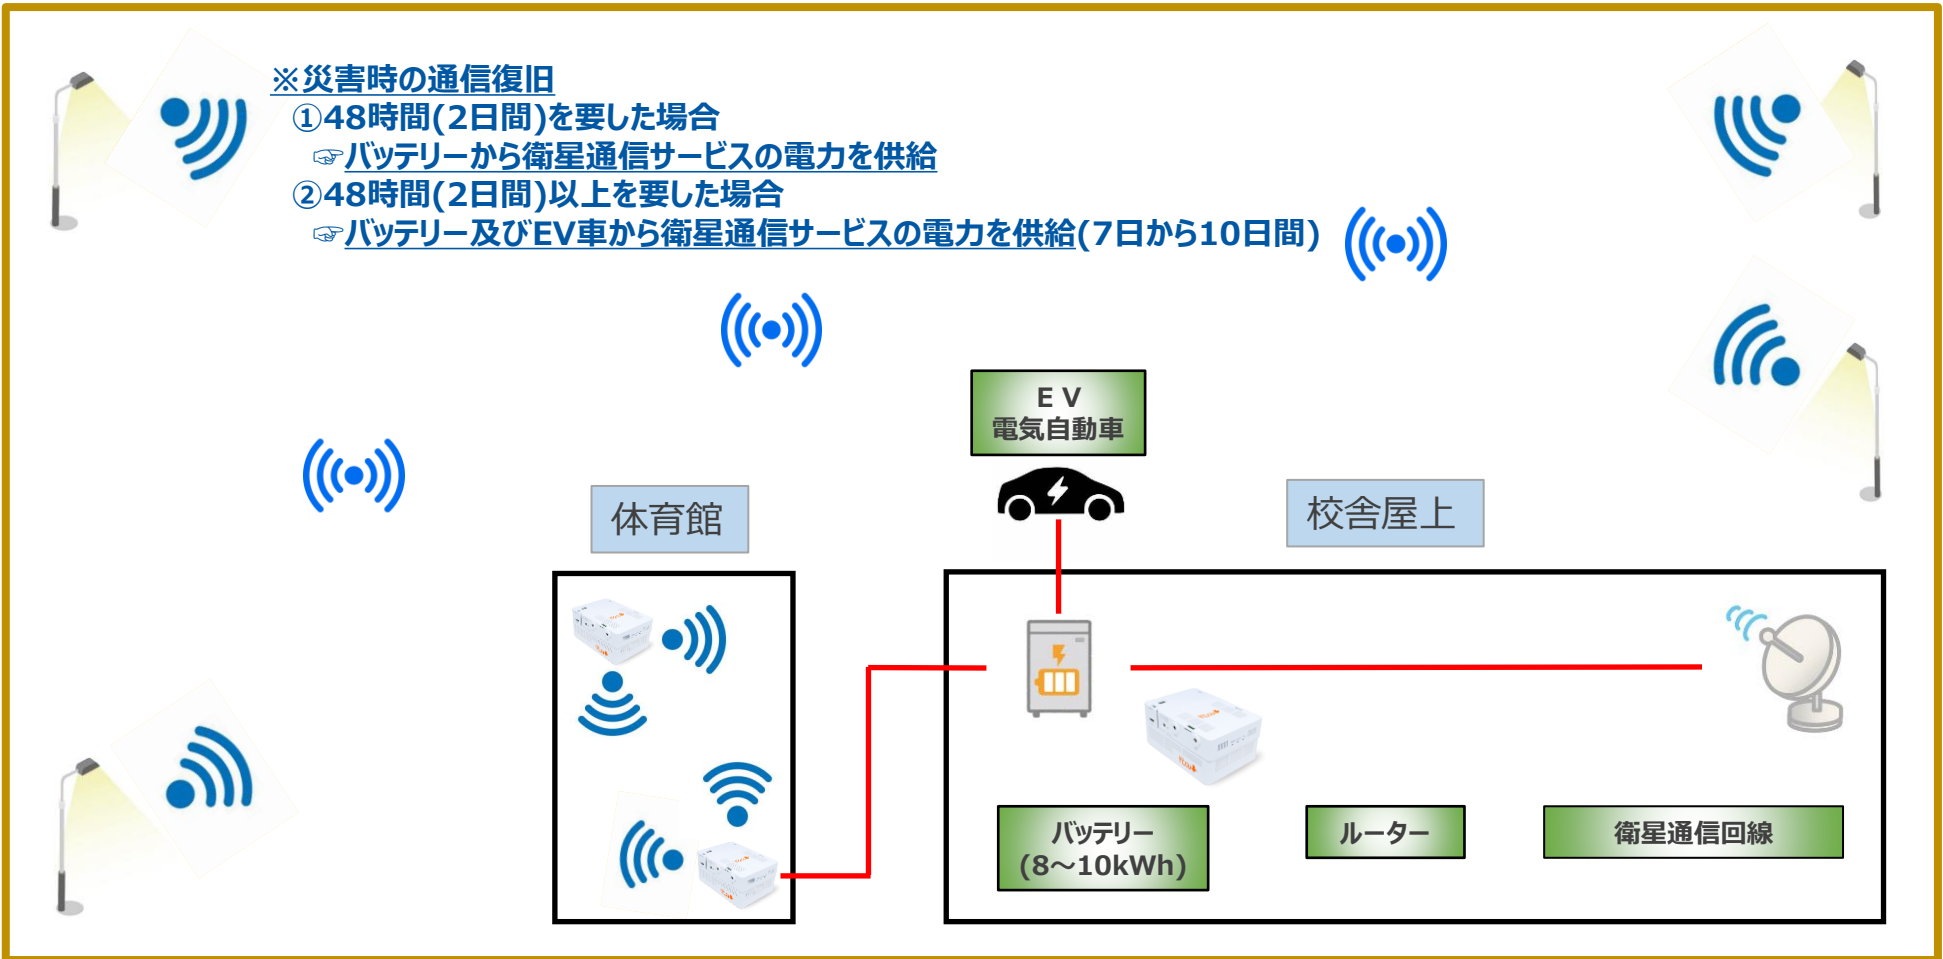 ※災害時の通信復旧
①48時間(2日間)を要した場合
☞バッテリーから衛星通信サービスの電力を供給
②48時間(2日間)以上を要した場合
☞バッテリー及びEV車から衛星通信サービスの電力を供給(7日から10日間)
ＥＶ
電気自動車
体育館
校舎屋上
バッテリー
(8～10kWh)
ルーター
衛星通信回線